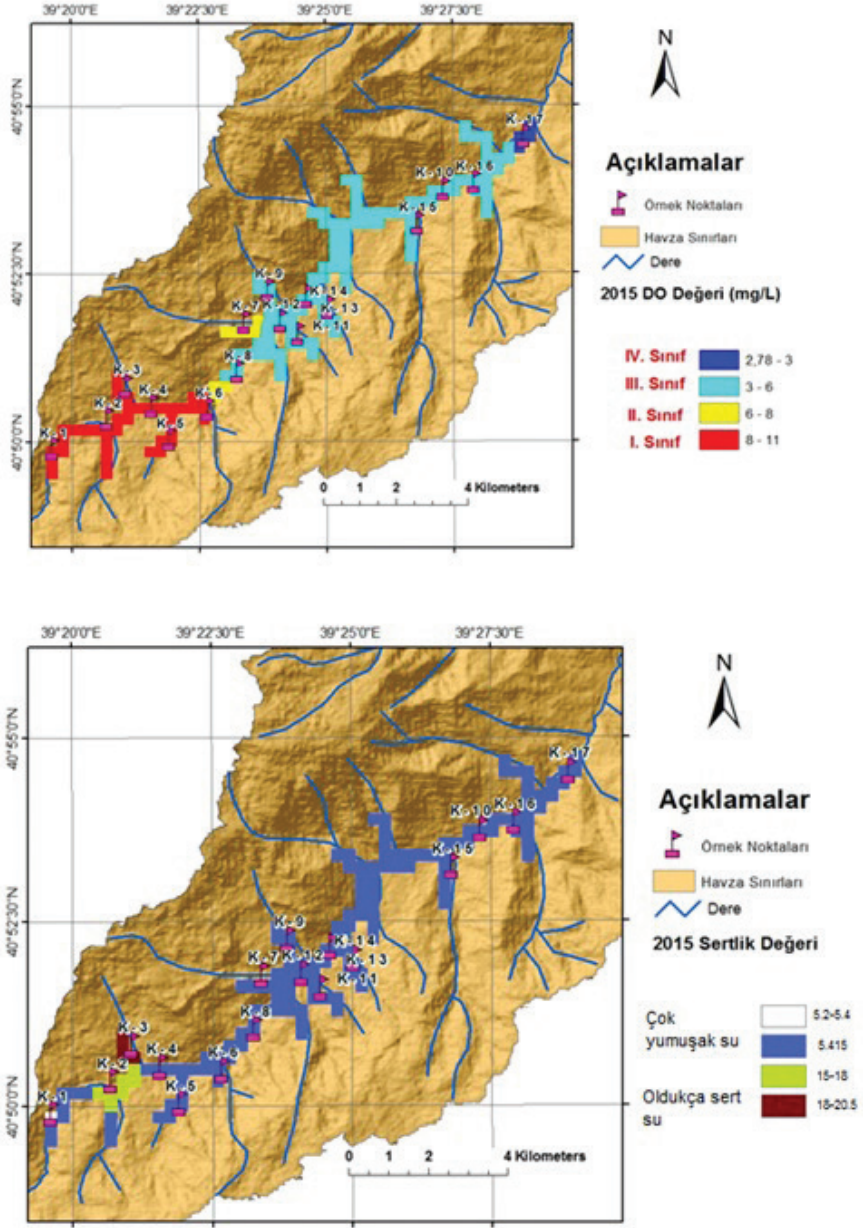 39°20'0"E 39°22'30"E 39°25'0"E 39°27'30"E
40°55'0"N
40°52'30"N
40°50'0"N
K-17
K-10 K-16
K-15
K-9
K-14
K-7 K-12 K-13
K-11
K-8
K-3
K-4 K-6
K-2
K-5
K-1
0 1 2 4 Kilometers
N
Açıklamalar
Örnek Noktaları
Havza Sınırları
Dere
2015 DO Değeri (mg/L)
IV. Sınıf 2,78 - 3
III. Sınıf 3 - 6
II. Sınıf 6 - 8
I. Sınıf 8 - 11
39°20'0"E 39°22'30"E 39°25'0"E 39°27'30"E
40°55'0"N
40°52'30"N
40°50'0"N
K-17
K-10 K-16
K-15
K-9
K-14
K-7 K-12 K-13
K-11
K-8
K-3
K-4 K-6
K-2
K-5
K-1
0 1 2 4 Kilometers
N
Açıklamalar
Örnek Noktaları
Havza Sınırları
Dere
2015 Sertlik Değeri
Çok 5.2-5.4
yumuşak su 5.415
15-18
Oldukça sert 18-20.5
su